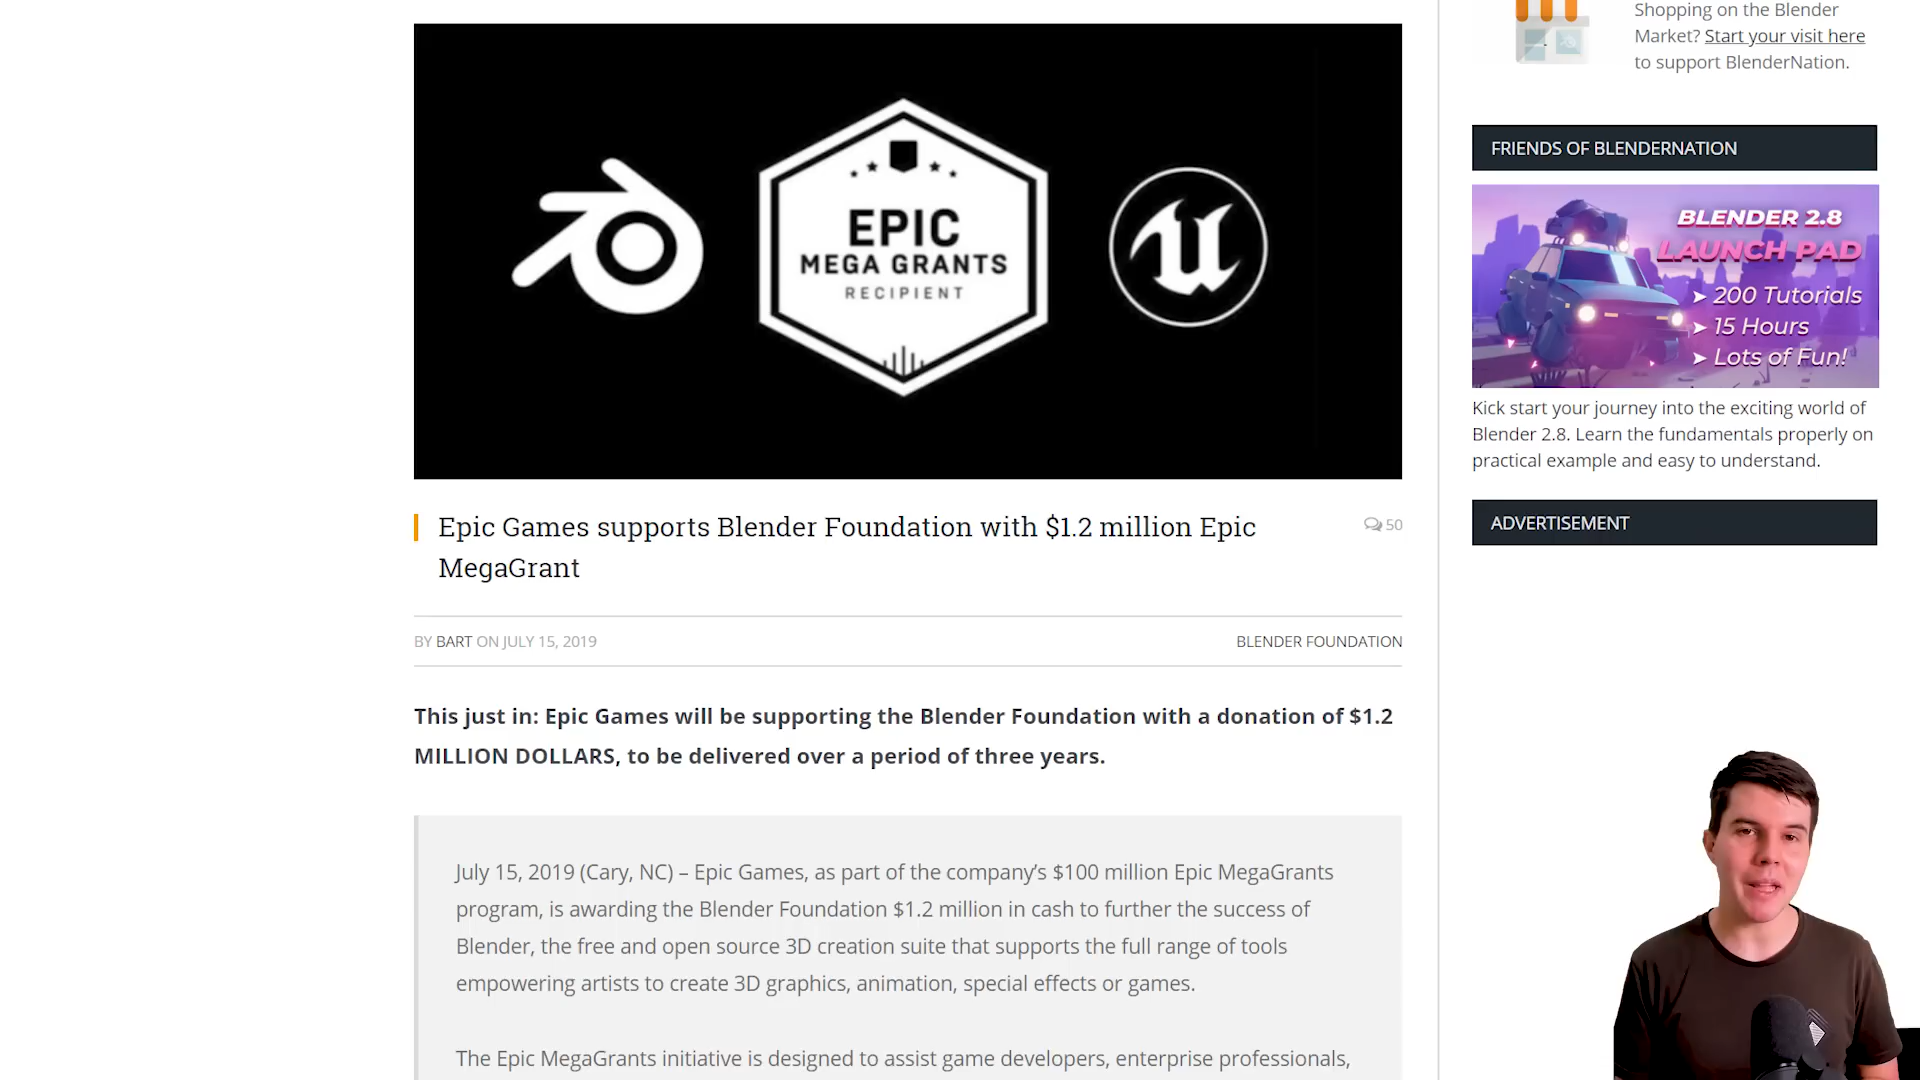 EPIC
MEGA GRANTS
RECIPIENT
Epic Games supports Blender Foundation with $1.2 million Epic
MegaGrant
50
BY BART ON JULY 15, 2019
BLENDER FOUNDATION
This just in: Epic Games will be supporting the Blender Foundation with a donation of $1.2
MILLION DOLLARS, to be delivered over a period of three years.
July 15, 2019 (Cary, NC) – Epic Games, as part of the company’s $100 million Epic MegaGrants
program, is awarding the Blender Foundation $1.2 million in cash to further the success of
Blender, the free and open source 3D creation suite that supports the full range of tools
empowering artists to create 3D graphics, animation, special effects or games.
The Epic MegaGrants initiative is designed to assist game developers, enterprise professionals,
Shopping on the Blender
Market? Start your visit here
to support BlenderNation.
FRIENDS OF BLENDERNATION
BLENDER 2.8
LAUNCH PAD
➤ 200 Tutorials
➤ 15 Hours
➤ Lots of Fun!
Kick start your journey into the exciting world of
Blender 2.8. Learn the fundamentals properly on
practical example and easy to understand.
ADVERTISEMENT